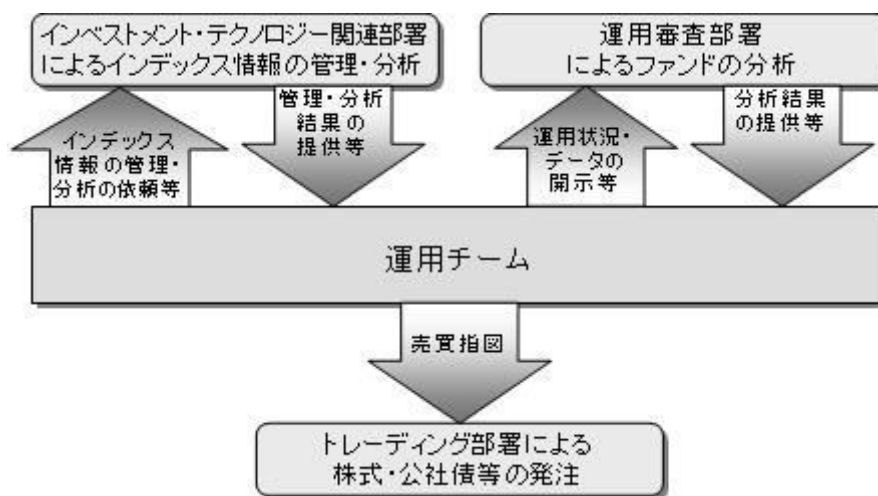 インベストメント・テクノロジー関連部署
によるインデックス情報の管理・分析
運用審査部署
によるファンドの分析
インデックス
情報の管理・
分析の依頼等
管理・分析
結果の
提供等
運用状況・
データの
開示等
分析結果
の提供等
運用チーム
売買指図
トレーディング部署による
株式・公社債等の発注